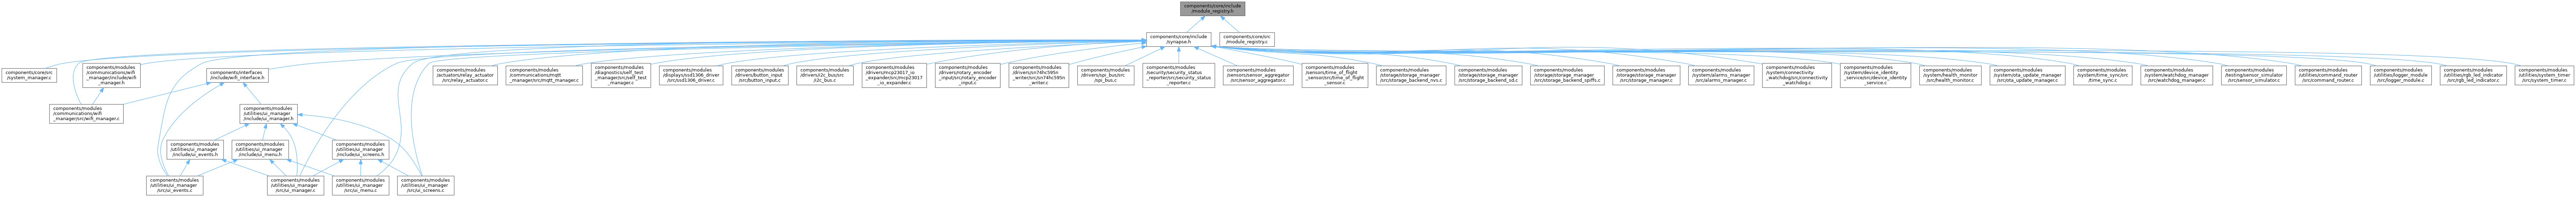 components/core/include
/module_registry.h
components/core/include
/synapse.h
components/core/src
/module_registry.c
components/core/src
/system_manager.c
components/modules
/communications/wifi
_manager/include/wifi
_manager.h
components/interfaces
/include/wifi_interface.h
components/modules
/actuators/relay_actuator
/src/relay_actuator.c
components/modules
/communications/mqtt
_manager/src/mqtt_manager.c
components/modules
/diagnostics/self_test
_manager/src/self_test
_manager.c
components/modules
/displays/ssd1306_driver
/src/ssd1306_driver.c
components/modules
/drivers/button_input
/src/button_input.c
components/modules
/drivers/i2c_bus/src
/i2c_bus.c
components/modules
/drivers/mcp23017_io
_expander/src/mcp23017
_io_expander.c
components/modules
/drivers/rotary_encoder
_input/src/rotary_encoder
_input.c
components/modules
/drivers/sn74hc595n
_writer/src/sn74hc595n
_writer.c
components/modules
/drivers/spi_bus/src
/spi_bus.c
components/modules
/security/security_status
_reporter/src/security_status
_reporter.c
components/modules
/sensors/sensor_aggregator
/src/sensor_aggregator.c
components/modules
/sensors/time_of_flight
_sensor/src/time_of_flight
_sensor.c
components/modules
/storage/storage_manager
/src/storage_backend_nvs.c
components/modules
/storage/storage_manager
/src/storage_backend_sd.c
components/modules
/storage/storage_manager
/src/storage_backend_spiffs.c
components/modules
/storage/storage_manager
/src/storage_manager.c
components/modules
/system/alarms_manager
/src/alarms_manager.c
components/modules
/system/connectivity
_watchdog/src/connectivity
_watchdog.c
components/modules
/system/device_identity
_service/src/device_identity
_service.c
components/modules
/system/health_monitor
/src/health_monitor.c
components/modules
/system/ota_update_manager
/src/ota_update_manager.c
components/modules
/system/time_sync/src
/time_sync.c
components/modules
/system/watchdog_manager
/src/watchdog_manager.c
components/modules
/testing/sensor_simulator
/src/sensor_simulator.c
components/modules
/utilities/command_router
/src/command_router.c
components/modules
/utilities/logger_module
/src/logger_module.c
components/modules
/utilities/rgb_led_indicator
/src/rgb_led_indicator.c
components/modules
/utilities/system_timer
/src/system_timer.c
components/modules
/communications/wifi
_manager/src/wifi_manager.c
components/modules
/utilities/ui_manager
/include/ui_manager.h
components/modules
/utilities/ui_manager
/include/ui_events.h
components/modules
/utilities/ui_manager
/include/ui_menu.h
components/modules
/utilities/ui_manager
/include/ui_screens.h
components/modules
/utilities/ui_manager
/src/ui_events.c
components/modules
/utilities/ui_manager
/src/ui_manager.c
components/modules
/utilities/ui_manager
/src/ui_menu.c
components/modules
/utilities/ui_manager
/src/ui_screens.c